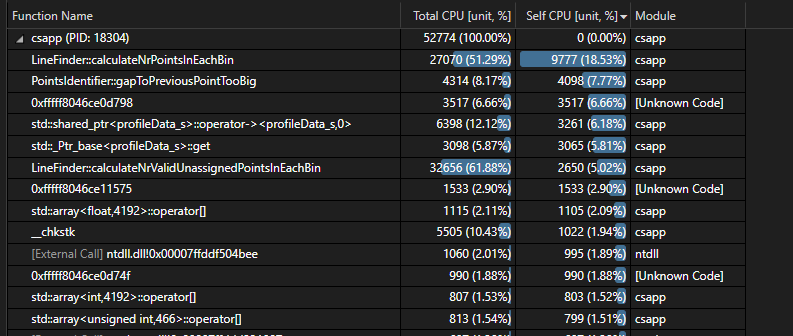 Function Name Total CPU [unit, %] Self CPU [unit, %] Module
csapp (PID: 18304) 52774 (100.00%) 0 (0.00%) csapp
LineFinder::calculateNrPointsInEachBin 27070 (51.29%) 9777 (18.53%) csapp
PointsIdentifier::gapToPreviousPointTooBig 4314 (8.17%) 4098 (7.77%) csapp
0xfffff8046ce0d798 3517 (6.66%) 3517 (6.66%) [Unknown Code]
std::shared_ptr<profileData_s>::operator-><profileData_s,0> 6398 (12.12%) 3261 (6.18%) csapp
std::_Ptr_base<profileData_s>::get 3098 (5.87%) 3065 (5.81%) csapp
LineFinder::calculateNrValidUnassignedPointsInEachBin 32656 (61.88%) 2650 (5.02%) csapp
0xfffff8046ce11575 1533 (2.90%) 1533 (2.90%) [Unknown Code]
std::array<float,4192>::operator[] 1115 (2.11%) 1105 (2.09%) csapp
__chkstk 5505 (10.43%) 1022 (1.94%) csapp
[External Call] ntdll.dll!0x00007ffddf504bee 1060 (2.01%) 995 (1.89%) ntdll
0xfffff8046ce0d74f 990 (1.88%) 990 (1.88%) [Unknown Code]
std::array<int,4192>::operator[] 807 (1.53%) 803 (1.52%) csapp
std::array<unsigned int,466>::operator[] 813 (1.54%) 799 (1.51%) csapp